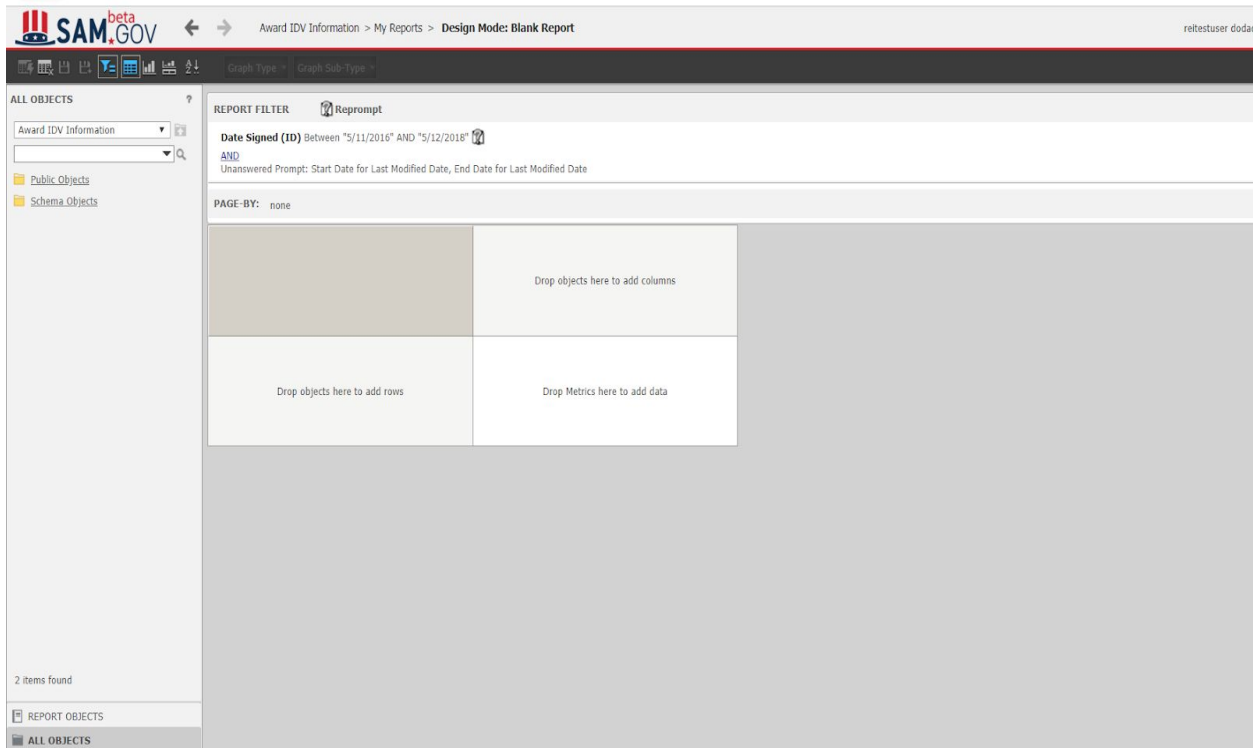 beta
SAM.GOV
Award IDV Information > My Reports > Design Mode: Blank Report
reitestuser dodad
Graph Type
Graph Sub-Type
ALL OBJECTS
?
Award IDV Information
Public Objects
Schema Objects
2 items found
REPORT OBJECTS
ALL OBJECTS
REPORT FILTER
Reprompt
Date Signed (ID) Between "5/11/2016" AND "5/12/2018"
AND
Unanswered Prompt: Start Date for Last Modified Date, End Date for Last Modified Date
PAGE-BY: none
Drop objects here to add columns
Drop objects here to add rows
Drop Metrics here to add data